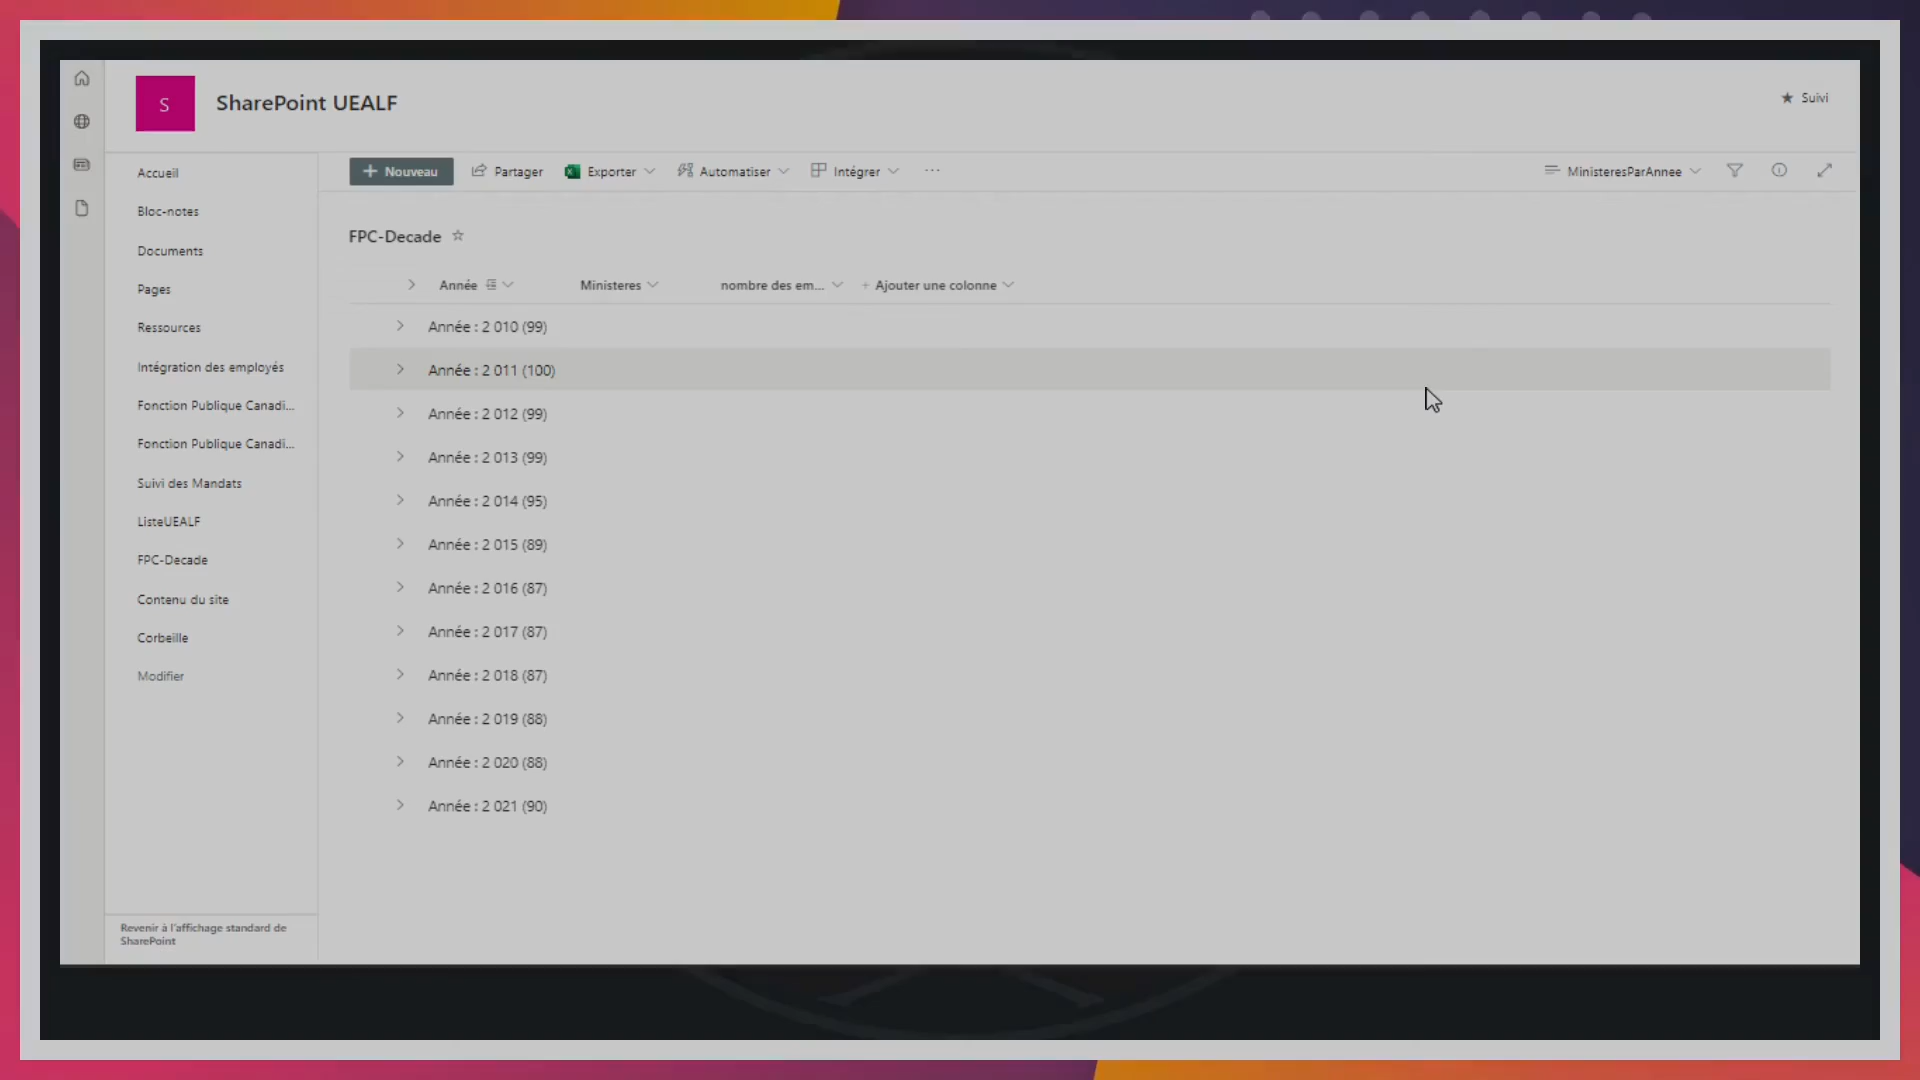 S
SharePoint UEALF
Suivi
Accueil
Bloc-notes
Documents
Pages
Ressources
Intégration des employés
Fonction Publique Canadi...
Fonction Publique Canadi...
Suivi des Mandats
ListeUEALF
FPC-Decade
Contenu du site
Corbeille
Modifier
Revenir à l'affichage standard de
SharePoint
+ Nouveau
Partager
Exporter
Automatiser
Intégrer
...
MinisteresParAnnee
FPC-Decade
Année
Ministeres
nombre des em...
+ Ajouter une colonne
Année : 2 010 (99)
Année : 2 011 (100)
Année : 2 012 (99)
Année : 2 013 (99)
Année : 2 014 (95)
Année : 2 015 (89)
Année : 2 016 (87)
Année : 2 017 (87)
Année : 2 018 (87)
Année : 2 019 (88)
Année : 2 020 (88)
Année : 2 021 (90)